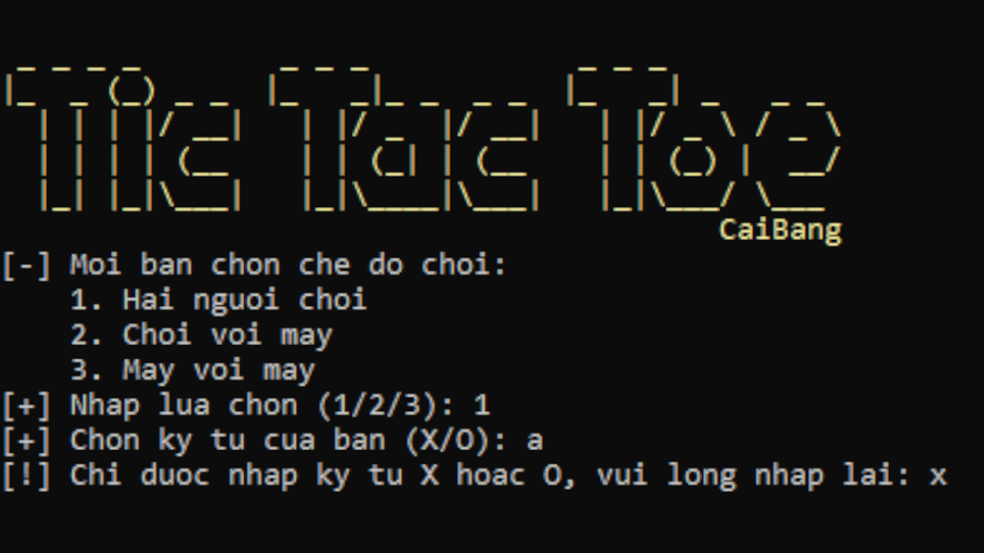 Tic Tac Toe
CaiBang
[-] Moi ban chon che do choi:
1. Hai nguoi choi
2. Choi voi may
3. May voi may
[+] Nhap lua chon (1/2/3): 1
[+] Chon ky tu cua ban (X/O): a
[!] Chi duoc nhap ky tu X hoac O, vui long nhap lai: x